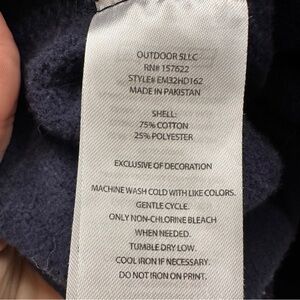 OUTDOOR 5LLC
RN# 157622
STYLE# EM32HD162
MADE IN PAKISTAN
SHELL:
75% COTTON
25% POLYESTER
EXCLUSIVE OF DECORATION
MACHINE WASH COLD WITH LIKE COLORS.
GENTLE CYCLE.
ONLY NON-CHLORINE BLEACH
WHEN NEEDED.
TUMBLE DRY LOW.
COOL IRON IF NECESSARY.
DO NOT IRON ON PRINT.